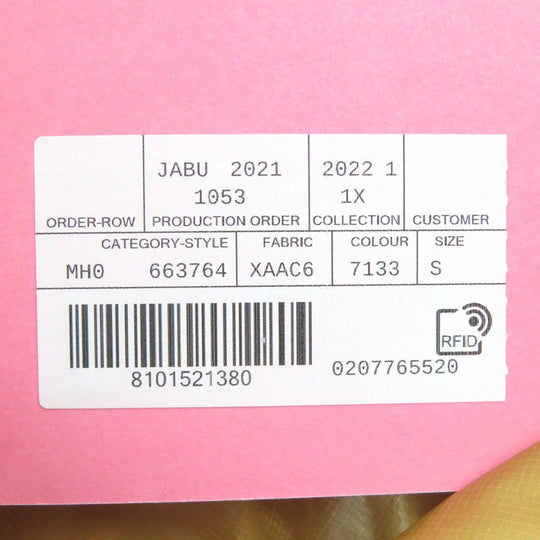 JABU 2021 2022 1
1053 1X
ORDER-ROW PRODUCTION ORDER COLLECTION CUSTOMER
CATEGORY-STYLE FABRIC COLOUR SIZE
MH0 663764 XAAC6 7133 S
RFID
8101521380 0207765520